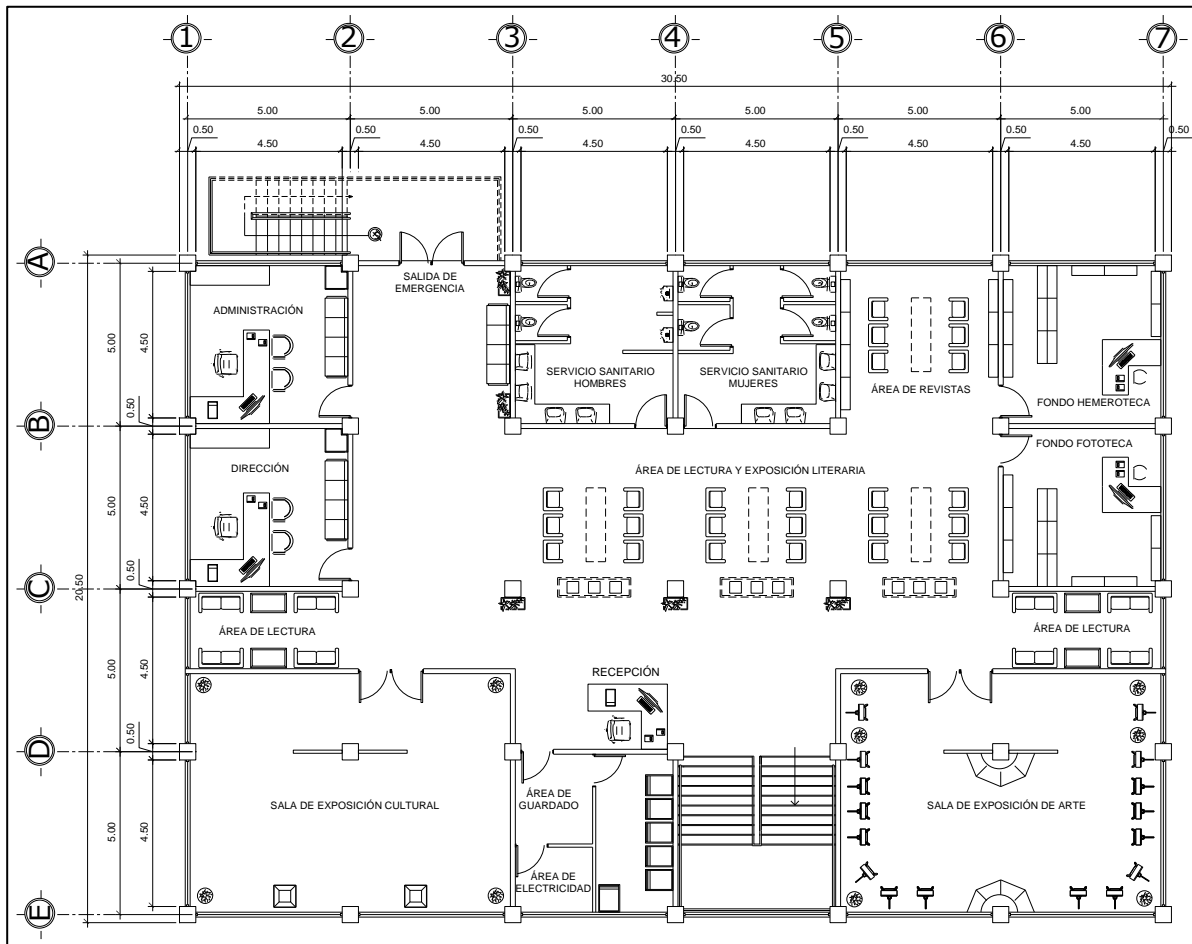 1 2 3 4 5 6 7
30.50
5.00 5.00 5.00 5.00 5.00 5.00
0.50 0.50 0.50 0.50 0.50 0.50 0.50
4.50 4.50 4.50 4.50 4.50 4.50
A
B
C
D
E
20.50
5.00
5.00
5.00
5.00
4.50
0.50
4.50
0.50
4.50
0.50
4.50
SALIDA DE
EMERGENCIA
ADMINISTRACIÓN
SERVICIO SANITARIO
HOMBRES
SERVICIO SANITARIO
MUJERES
ÁREA DE REVISTAS
FONDO HEMEROTECA
FONDO FOTOTECA
DIRECCIÓN
ÁREA DE LECTURA Y EXPOSICIÓN LITERARIA
ÁREA DE LECTURA
ÁREA DE LECTURA
RECEPCIÓN
SALA DE EXPOSICIÓN CULTURAL
ÁREA DE
GUARDADO
ÁREA DE
ELECTRICIDAD
SALA DE EXPOSICIÓN DE ARTE